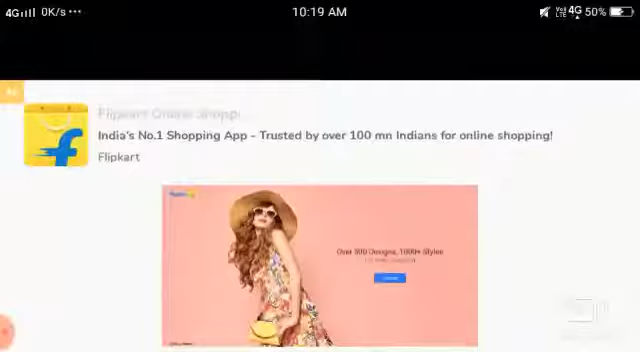 4G 0K/s ··· 10:19 AM VoLTE 4G 50%
Flipkart Online Shoppi...
India's No.1 Shopping App - Trusted by over 100 mn Indians for online shopping!
Flipkart
Over 300 Designs, 1000+ Styles